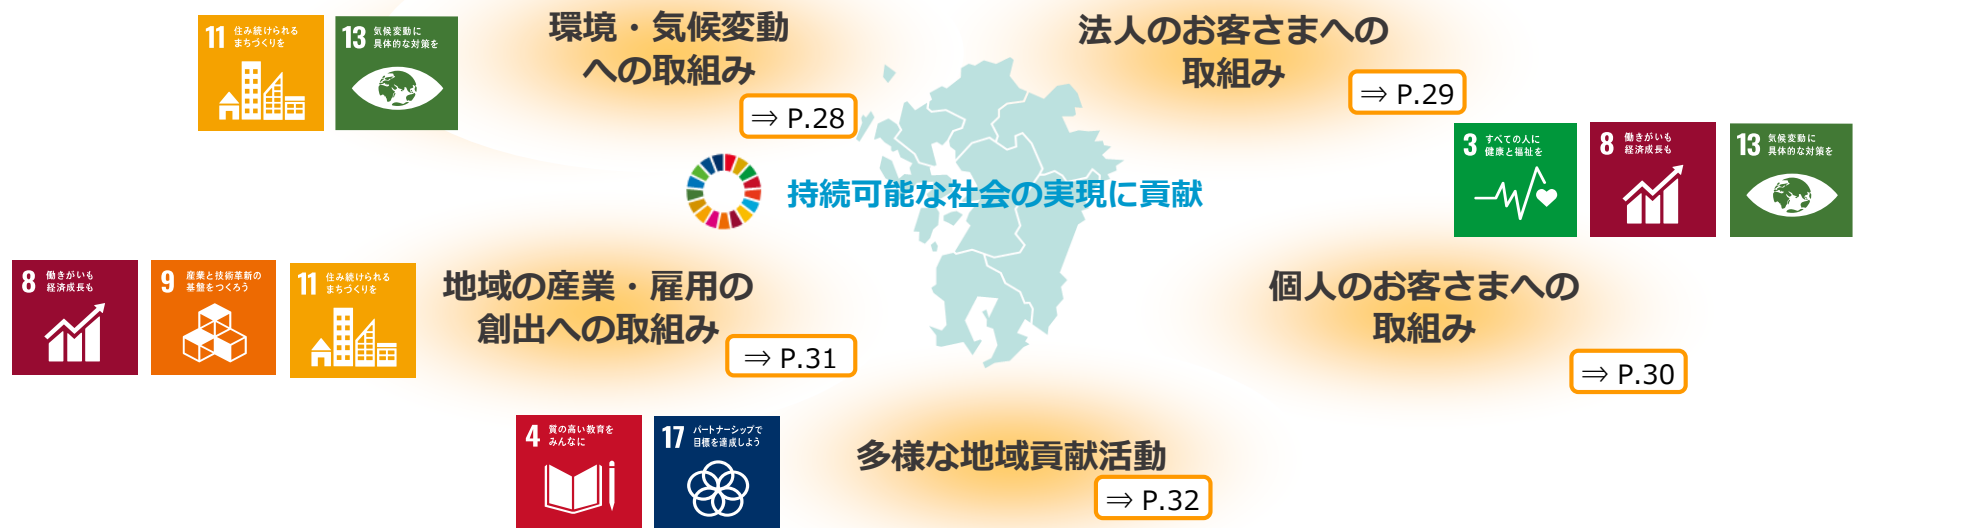 11 住み続けられる
まちづくりを
13 気候変動に
具体的な対策を
環境・気候変動
への取組み
⇒ P.28
法人のお客さまへの
取組み
⇒ P.29
3 すべての人に
健康と福祉を
8 働きがいも
経済成長も
13 気候変動に
具体的な対策を
持続可能な社会の実現に貢献
8 働きがいも
経済成長も
9 産業と技術革新の
基盤をつくろう
11 住み続けられる
まちづくりを
地域の産業・雇用の
創出への取組み
⇒ P.31
個人のお客さまへの
取組み
⇒ P.30
4 質の高い教育を
みんなに
17 パートナーシップで
目標を達成しよう
多様な地域貢献活動
⇒ P.32